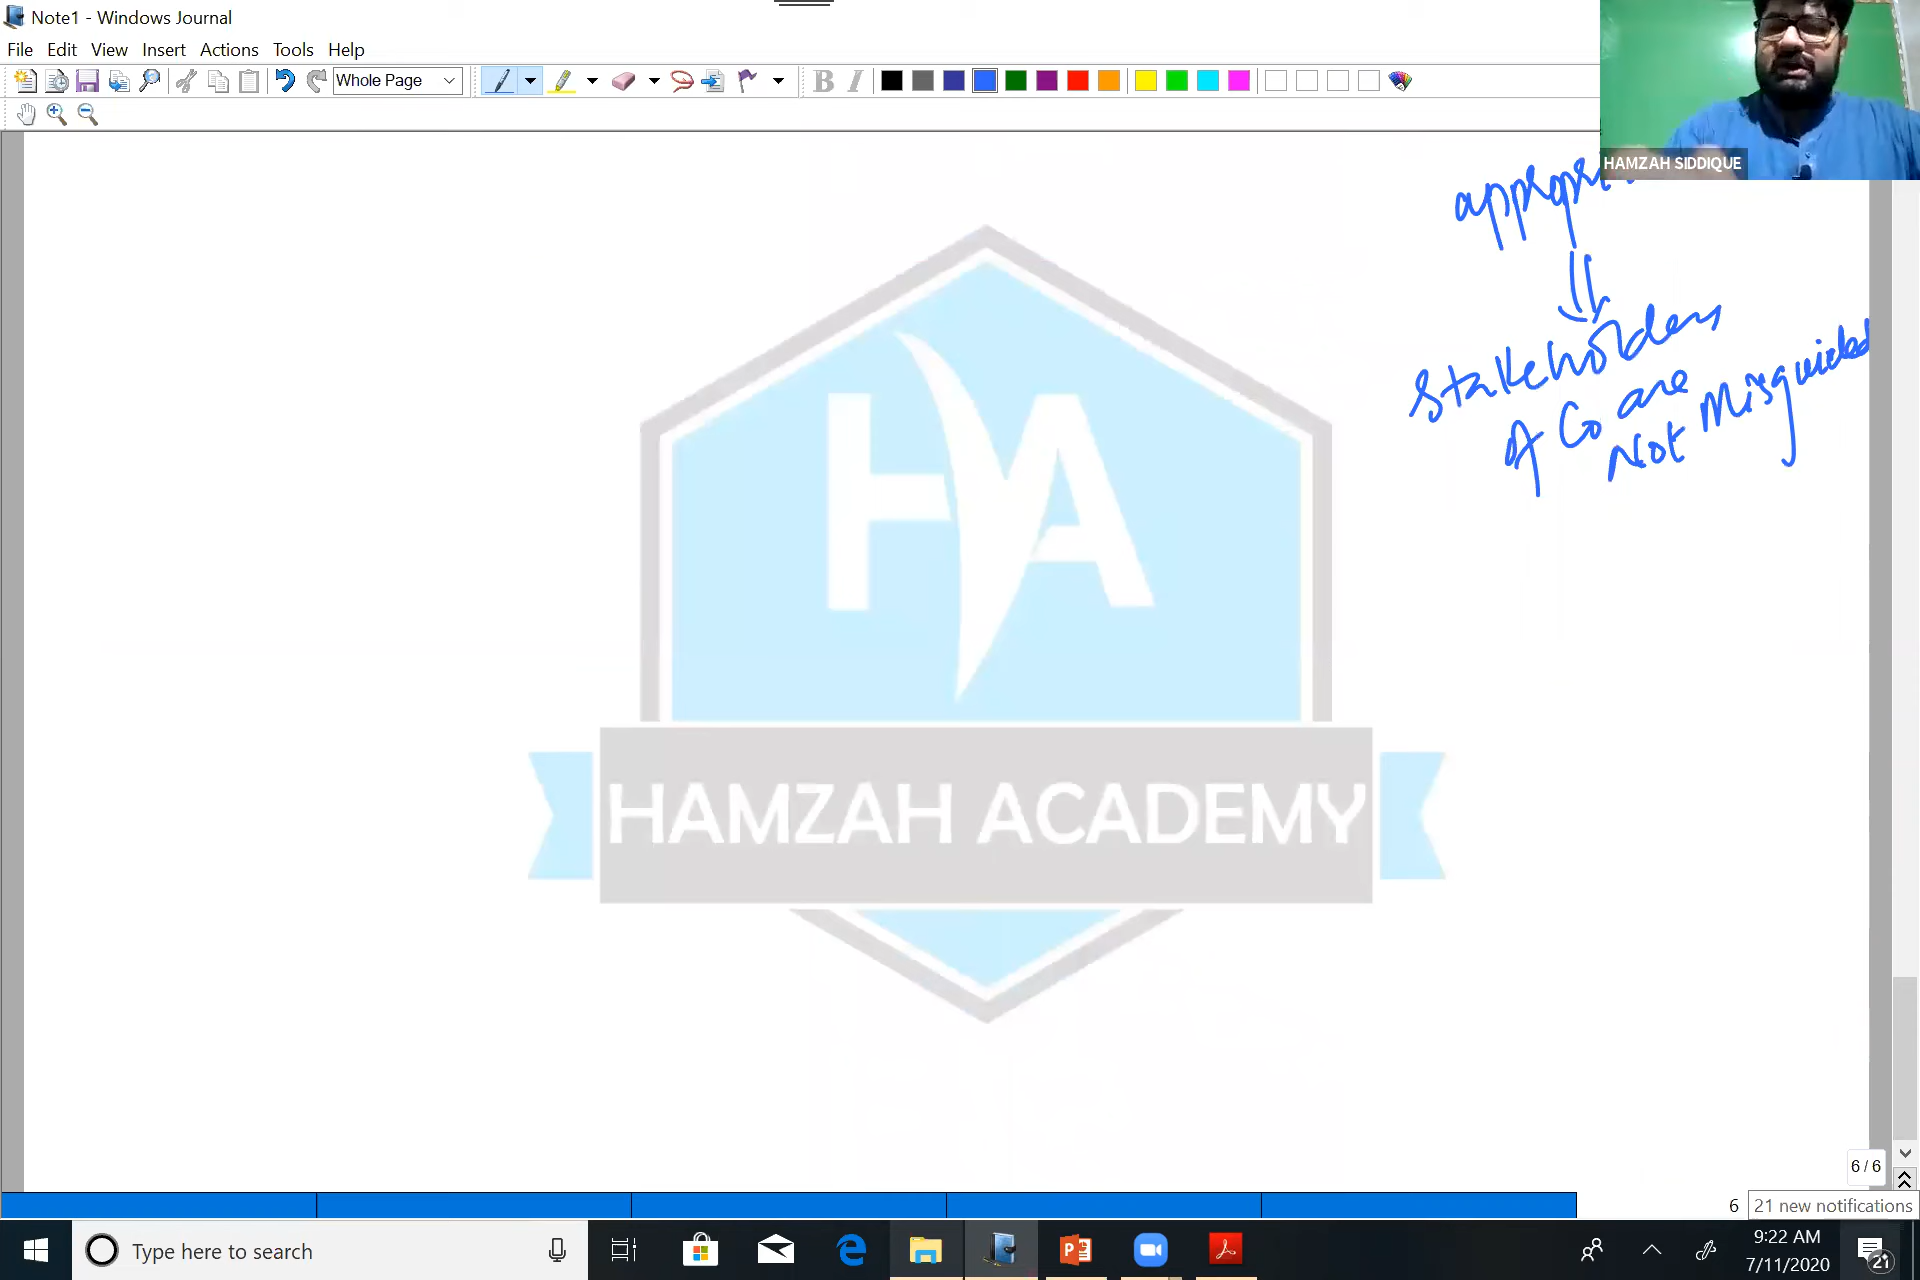 Note1 - Windows Journal
File Edit View Insert Actions Tools Help
Whole Page
B I
HAMZAH SIDDIQUE
Stakeholders
of Co are
Not Misguided
HA
HAMZAH ACADEMY
6 / 6
6
21 new notifications
Type here to search
9:22 AM
7/11/2020
21